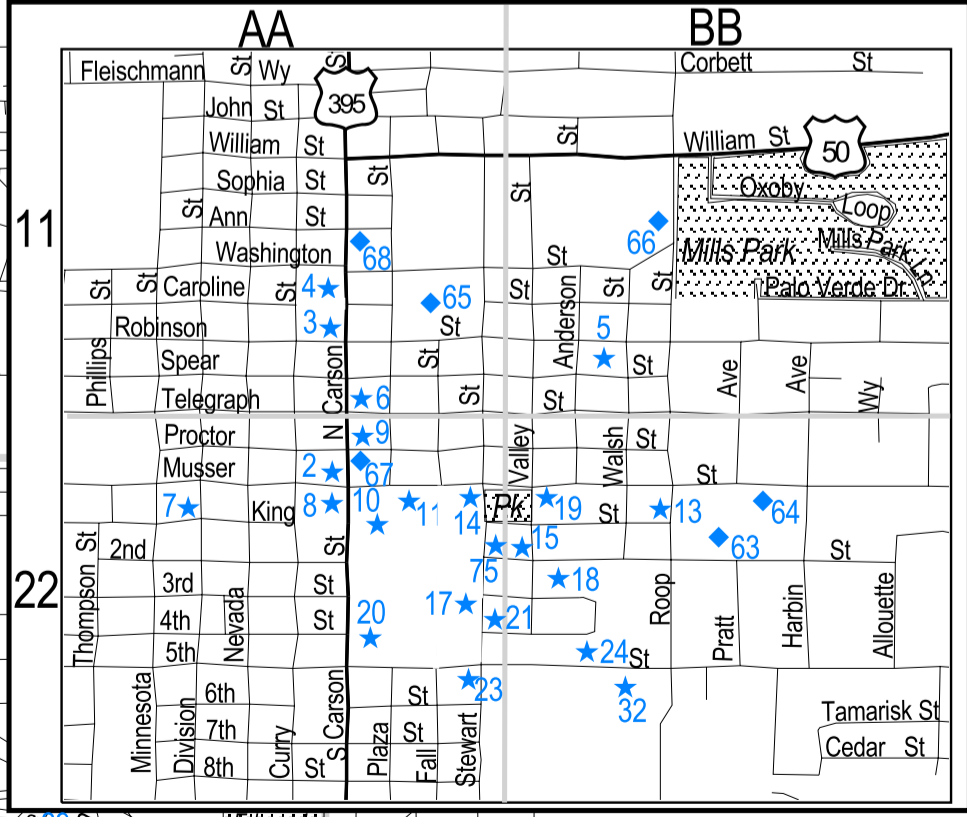 AA BB
Fleischmann St Wy St Corbett St
395
John St
William St St William St 50
Sophia St St St Oxoby
Ann St St Loop
11 Washington 68 St 66 Mills Park Mills Park Ln
St St Caroline St 4 65 St Anderson St St Palo Verde Dr
Robinson 3 St 5
Phillips Spear N Carson St St Ave Ave Wy
Telegraph 6 St St
Proctor 9 Valley Walsh St
Musser 2 67 St
7 King 8 10 11 14 Pk 19 St 13 64
Thompson St 2nd St 75 15 63 St
22 3rd St 18
Nevada 4th St 20 17 21 Roop Pratt Harbin Allouette
5th 24 St
Minnesota Division 6th Curry S Carson Plaza St Fall Stewart 23 32
7th St Tamarisk St
8th St Cedar St